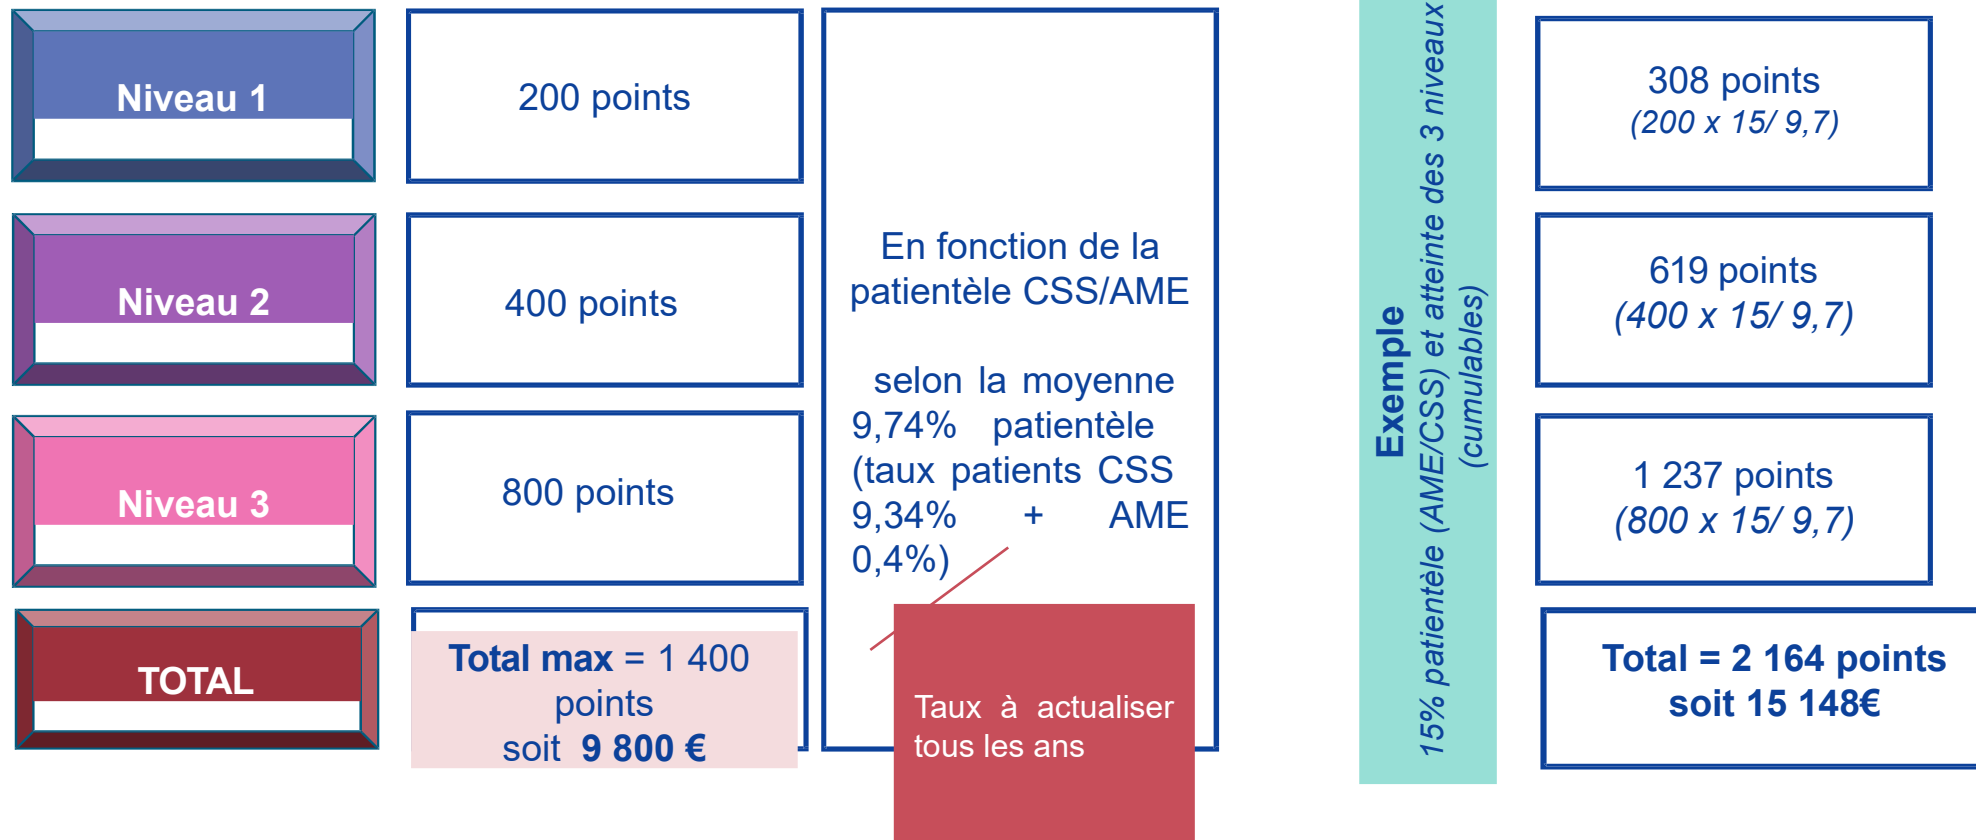 Niveau 1
200 points
Niveau 2
400 points
Niveau 3
800 points
TOTAL
Total max = 1 400
points
soit 9 800 €
En fonction de la
patientèle CSS/AME
selon la moyenne
9,74% patientèle
(taux patients CSS
9,34% + AME
0,4%)
Taux à actualiser
tous les ans
Exemple
15% patientèle (AME/CSS) et atteinte des 3 niveaux
(cumulables)
308 points
(200 x 15/ 9,7)
619 points
(400 x 15/ 9,7)
1 237 points
(800 x 15/ 9,7)
Total = 2 164 points
soit 15 148€